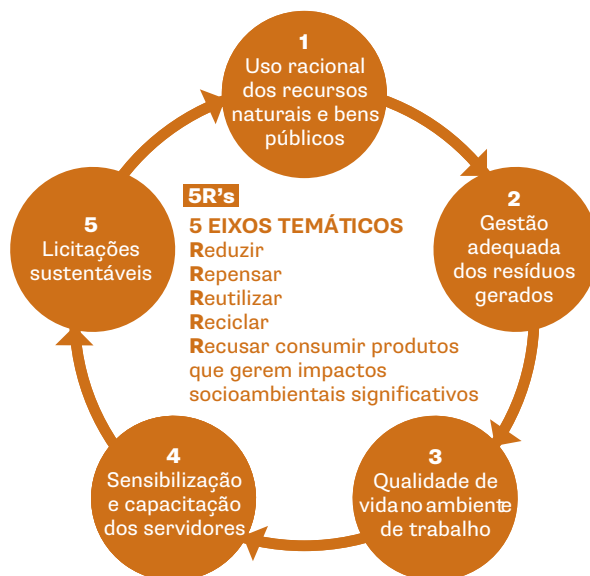 1
Uso racional
dos recursos
naturais e bens
públicos
2
Gestão
adequada
dos resíduos
gerados
3
Qualidade de
vida no ambiente
de trabalho
4
Sensibilização
e capacitação
dos servidores
5
Licitações
sustentáveis
5R's
5 EIXOS TEMÁTICOS
Reduzir
Repensar
Reutilizar
Reciclar
Recusar consumir produtos
que gerem impactos
socioambientais significativos